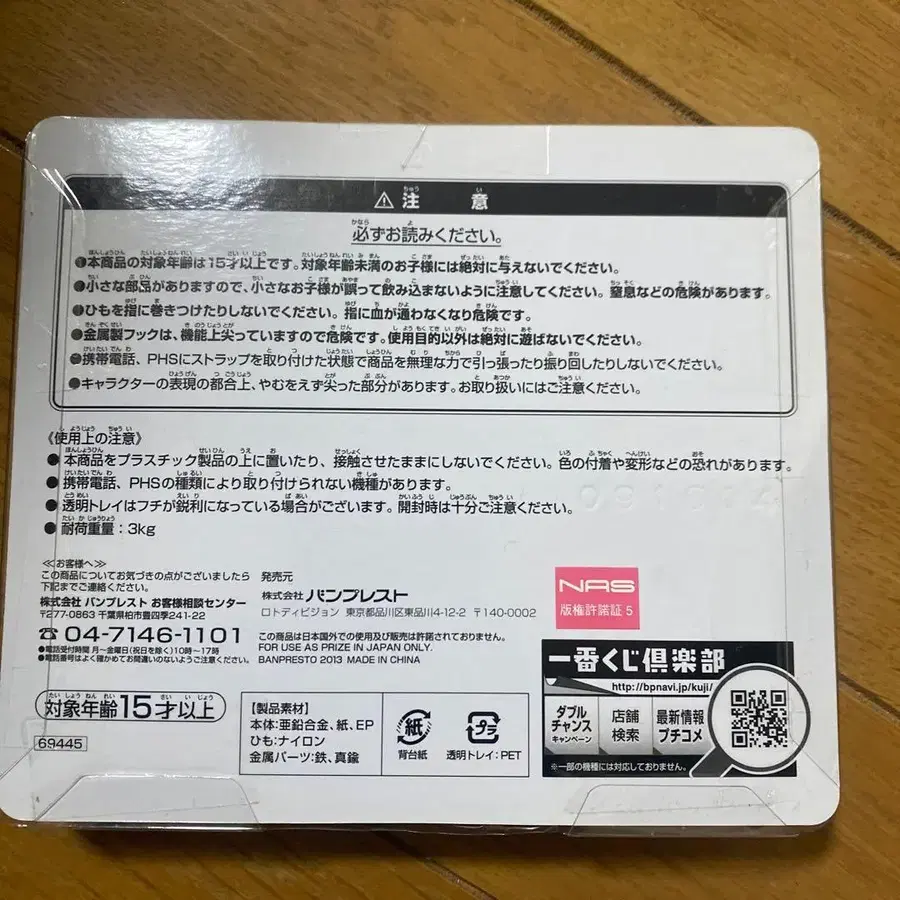 ⚠注意
必ずお読みください。
●本商品の対象年齢は15才以上です。対象年齢未満のお子様には絶対に与えないでください。
●小さな部品がありますので、小さなお子様が誤って飲み込まないように注意してください。窒息などの危険があります。
●ひもを指に巻きつけたりしないでください。指に血が通わなくなり危険です。
●金属製フックは、機能上尖っていますので危険です。使用目的以外は絶対に遊ばないでください。
●携帯電話、PHSにストラップを取り付けた状態で商品を無理な力で引っ張ったり振り回したりしないでください。
●キャラクターの表現の都合上、やむをえず尖った部分があります。お取り扱いにはご注意ください。
《使用上の注意》
●本商品をプラスチック製品の上に置いたり、接触させたままにしないでください。色の付着や変形などの恐れがあります。
●携帯電話、PHSの種類により取り付けられない機種があります。
●透明トレイはフチが鋭利になっている場合がございます。開封時は十分ご注意ください。
●耐荷重量：3kg
≪お客様へ≫
この商品についてお気づきの点がございましたら
下記までご連絡ください。
株式会社 バンプレスト お客様相談センター
〒277-0863 千葉県柏市豊四季241-22
☎04-7146-1101
●電話受付時間 月～金曜日(祝日を除く)10時～17時
●電話番号はよく確かめてお間違いのないようご注意ください。
対象年齢15才以上
69445
発売元
株式会社 バンプレスト
ロトディビジョン 東京都品川区東品川4-12-2 〒140-0002
この商品は日本国外での使用及び販売は許諾されておりません。
FOR USE AS PRIZE IN JAPAN ONLY.
BANPRESTO 2013 MADE IN CHINA
【製品素材】
本体：亜鉛合金、紙、EP
ひも：ナイロン
金属パーツ：鉄、真鍮
紙
背台紙
プラ
透明トレイ：PET
NAS
版権許諾証 5
一番くじ倶楽部
http://bpnavi.jp/kuji/
ダブル
チャンス
キャンペーン
店舗
検索
最新情報
プチコメ
※一部の機種には対応しておりません。